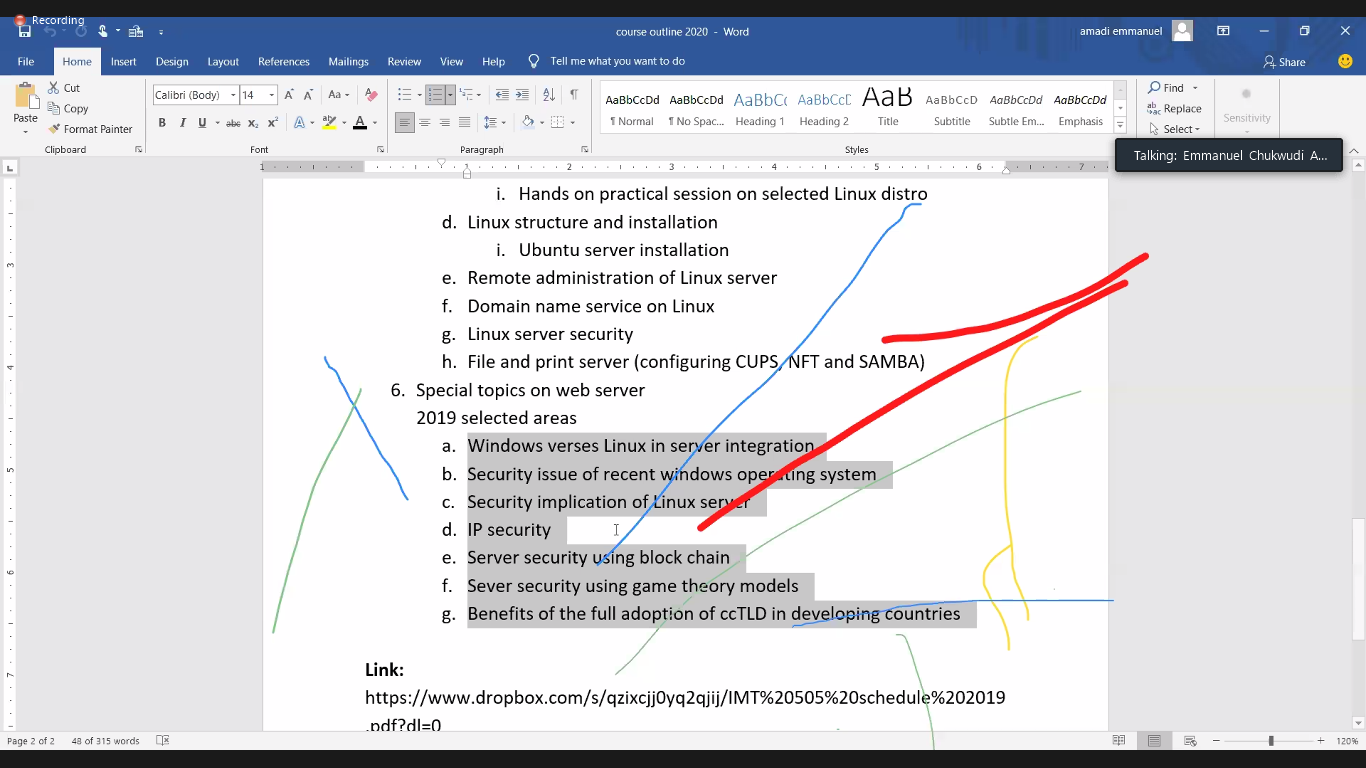 Recording
course outline 2020 - Word
amadi emmanuel
File Home Insert Design Layout References Mailings Review View Help Tell me what you want to do
Share
Paste
Cut
Copy
Format Painter
Clipboard
Calibri (Body) 14
Font
Paragraph
AaBbCcDd AaBbCcDd AaBbCc AaBbCcC AaB AaBbCcD AaBbCcDd AaBbCcDd
¶ Normal ¶ No Spac... Heading 1 Heading 2 Title Subtitle Subtle Em... Emphasis
Styles
Find
Replace
Select
Sensitivity
Talking: Emmanuel Chukwudi A...
i. Hands on practical session on selected Linux distro
d. Linux structure and installation
i. Ubuntu server installation
e. Remote administration of Linux server
f. Domain name service on Linux
g. Linux server security
h. File and print server (configuring CUPS, NFT and SAMBA)
6. Special topics on web server
2019 selected areas
a. Windows verses Linux in server integration
b. Security issue of recent windows operating system
c. Security implication of Linux server
d. IP security
e. Server security using block chain
f. Sever security using game theory models
g. Benefits of the full adoption of ccTLD in developing countries
Link:
https://www.dropbox.com/s/qzixcjj0yq2qjij/IMT%20505%20schedule%202019
.pdf?dl=0
Page 2 of 2 48 of 315 words
120%